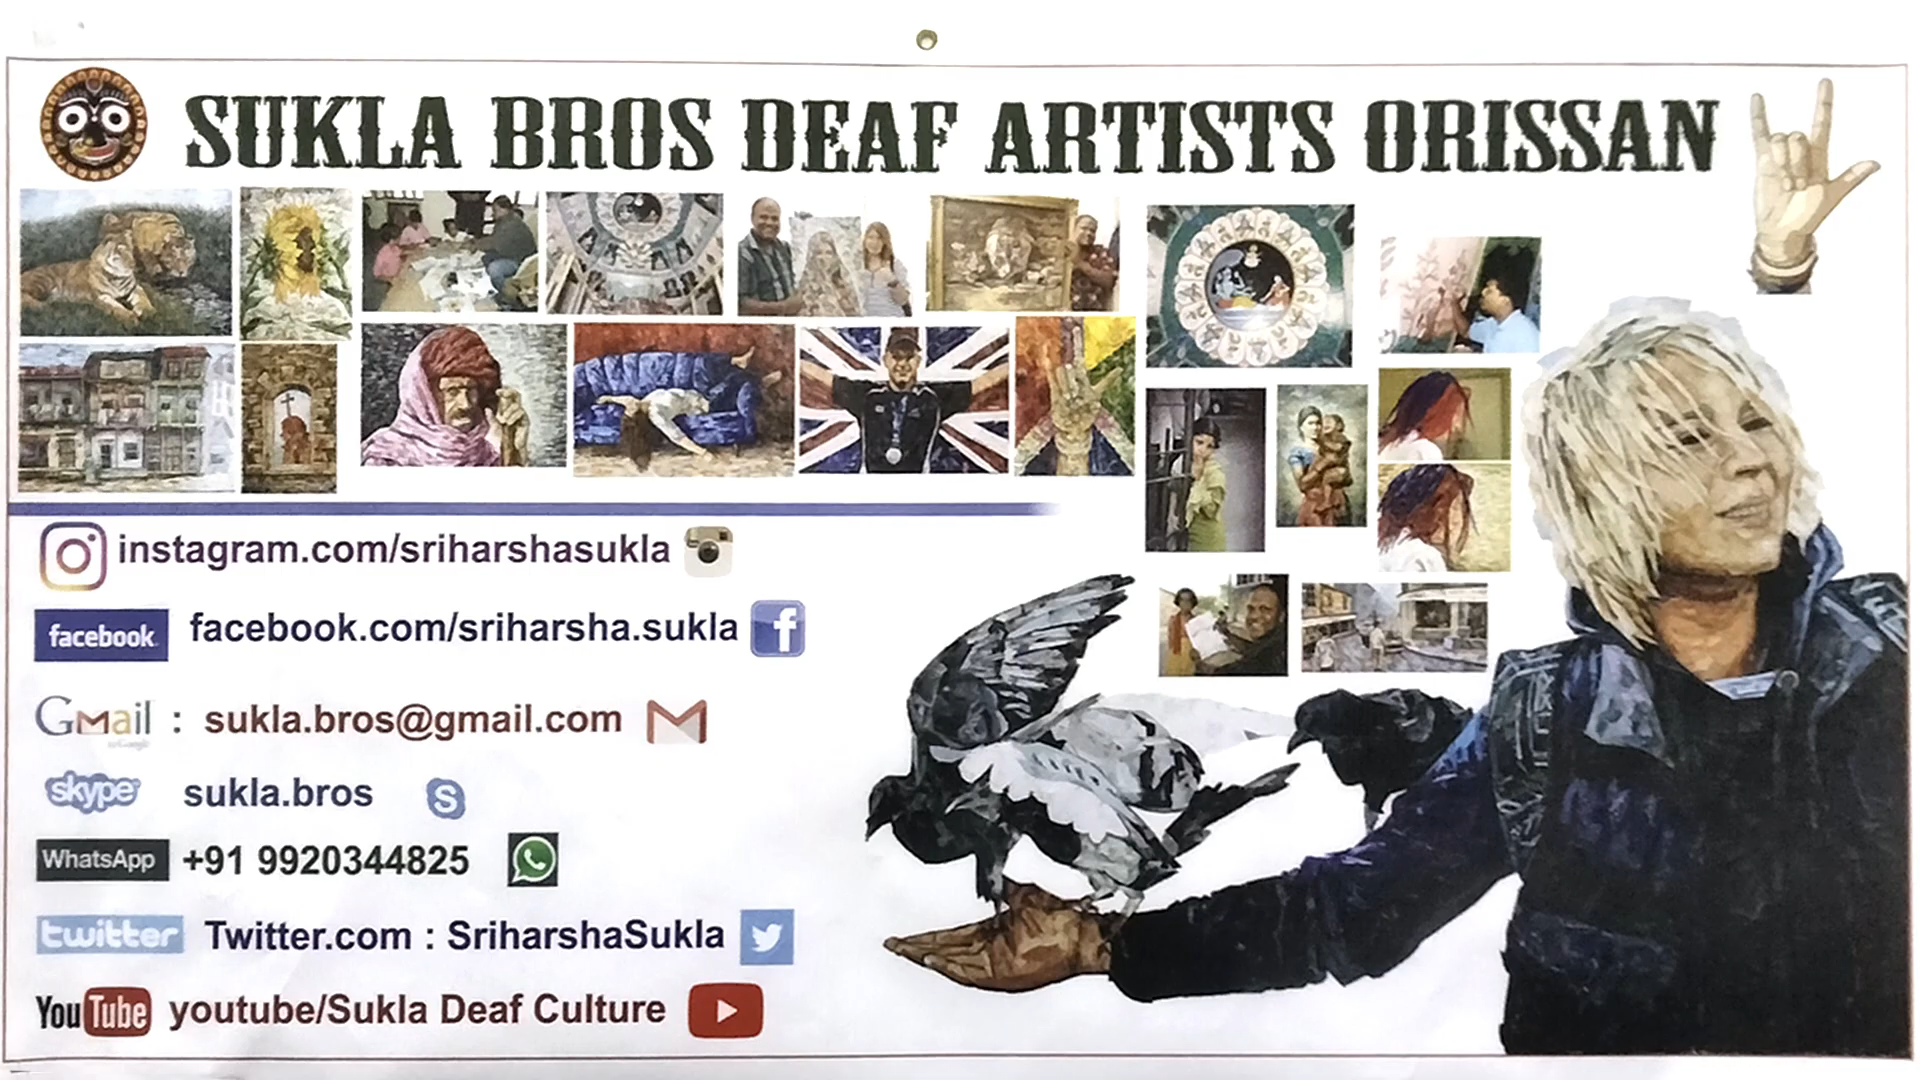 SUKLA BROS DEAF ARTISTS ORISSAN
instagram.com/sriharshasukla
facebook facebook.com/sriharsha.sukla f
GMail : sukla.bros@gmail.com M
skype sukla.bros S
WhatsApp +91 9920344825
twitter Twitter.com : SriharshaSukla
YouTube youtube/Sukla Deaf Culture